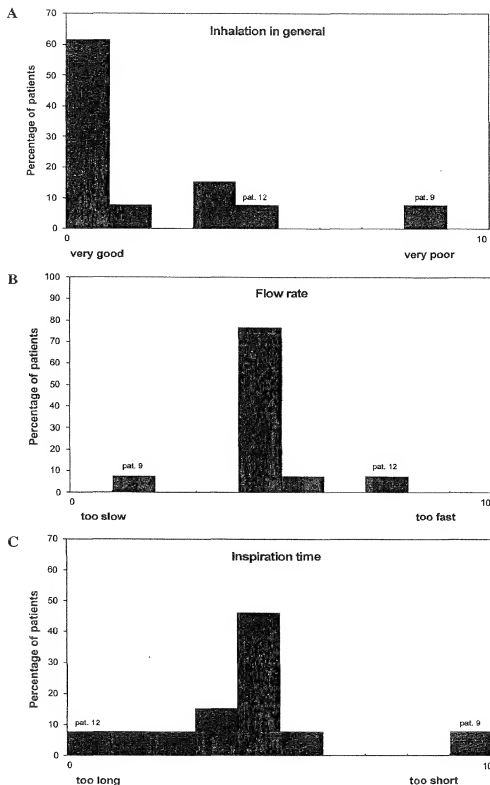 A
Inhalation in general
Percentage of patients
70
60
50
40
30
20
10
0
pat. 12
pat. 9
0
10
very good
very poor
B
Flow rate
Percentage of patients
100
90
80
70
60
50
40
30
20
10
0
pat. 9
pat. 12
0
10
too slow
too fast
C
Inspiration time
Percentage of patients
70
60
50
40
30
20
10
0
pat. 12
pat. 9
0
10
too long
too short